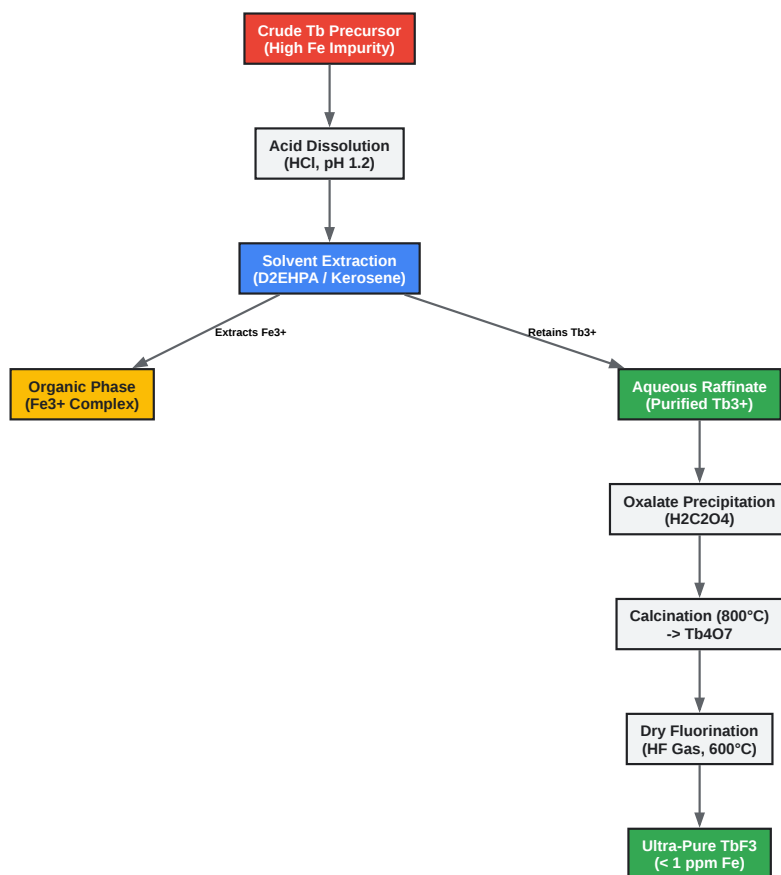 Crude Tb Precursor
(High Fe Impurity)
Acid Dissolution
(HCl, pH 1.2)
Solvent Extraction
(D2EHPA / Kerosene)
Extracts Fe3+
Retains Tb3+
Organic Phase
(Fe3+ Complex)
Aqueous Raffinate
(Purified Tb3+)
Oxalate Precipitation
(H2C2O4)
Calcination (800°C)
-> Tb4O7
Dry Fluorination
(HF Gas, 600°C)
Ultra-Pure TbF3
(< 1 ppm Fe)